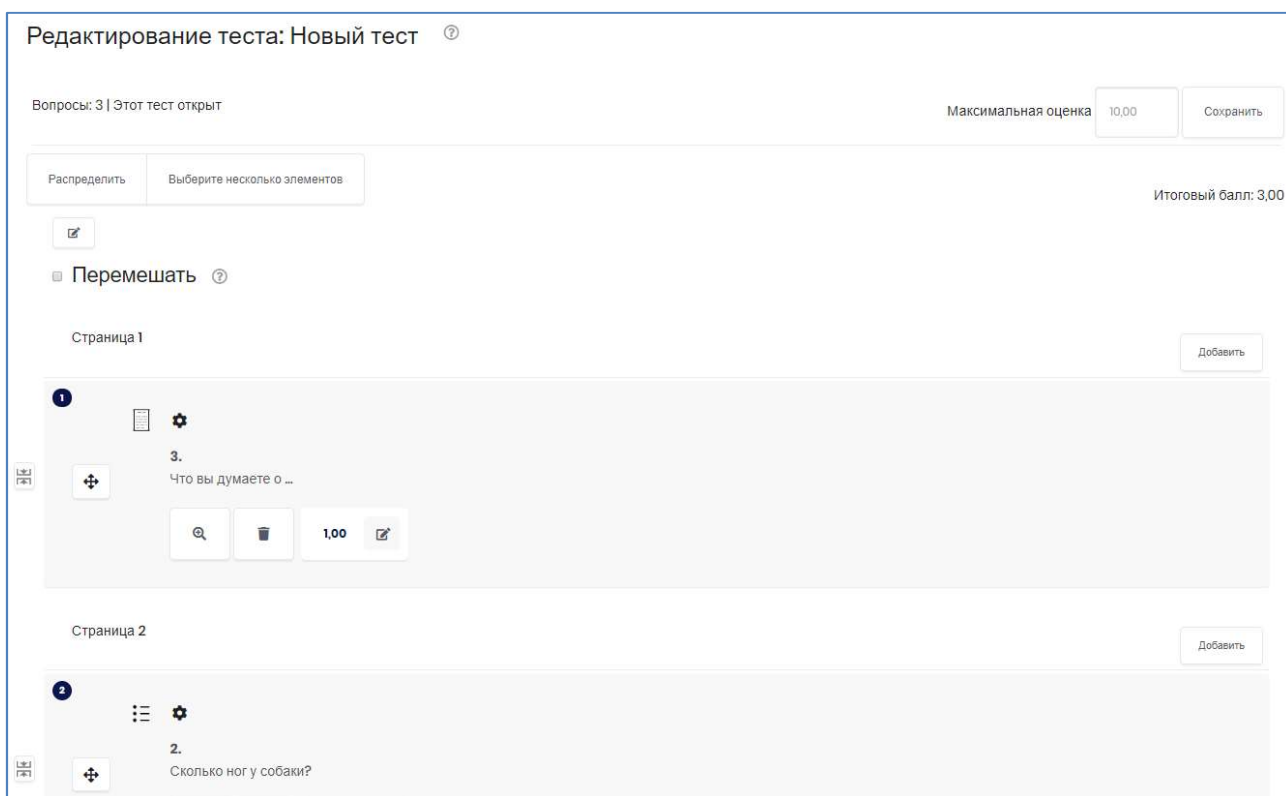 Редактирование теста: Новый тест
Вопросы: 3 | Этот тест открыт
Максимальная оценка 10,00 Сохранить
Распределить Выберите несколько элементов
Итоговый балл: 3,00
Перемешать
Страница 1
Добавить
1
3.
Что вы думаете о ...
1,00
Страница 2
Добавить
2
2.
Сколько ног у собаки?